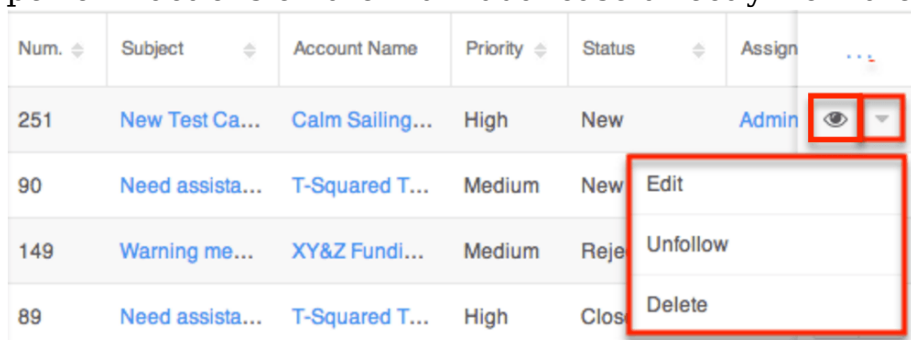 Num. Subject Account Name Priority Status Assign ...
251 New Test Ca... Calm Sailing... High New Admin
90 Need assista... T-Squared T... Medium New Edit
149 Warning me... XY&Z Fundi... Medium Reje Unfollow
89 Need assista... T-Squared T... High Close Delete